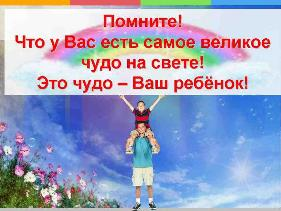 Помните!
Что у Вас есть самое великое
чудо на свете!
Это чудо – Ваш ребёнок!